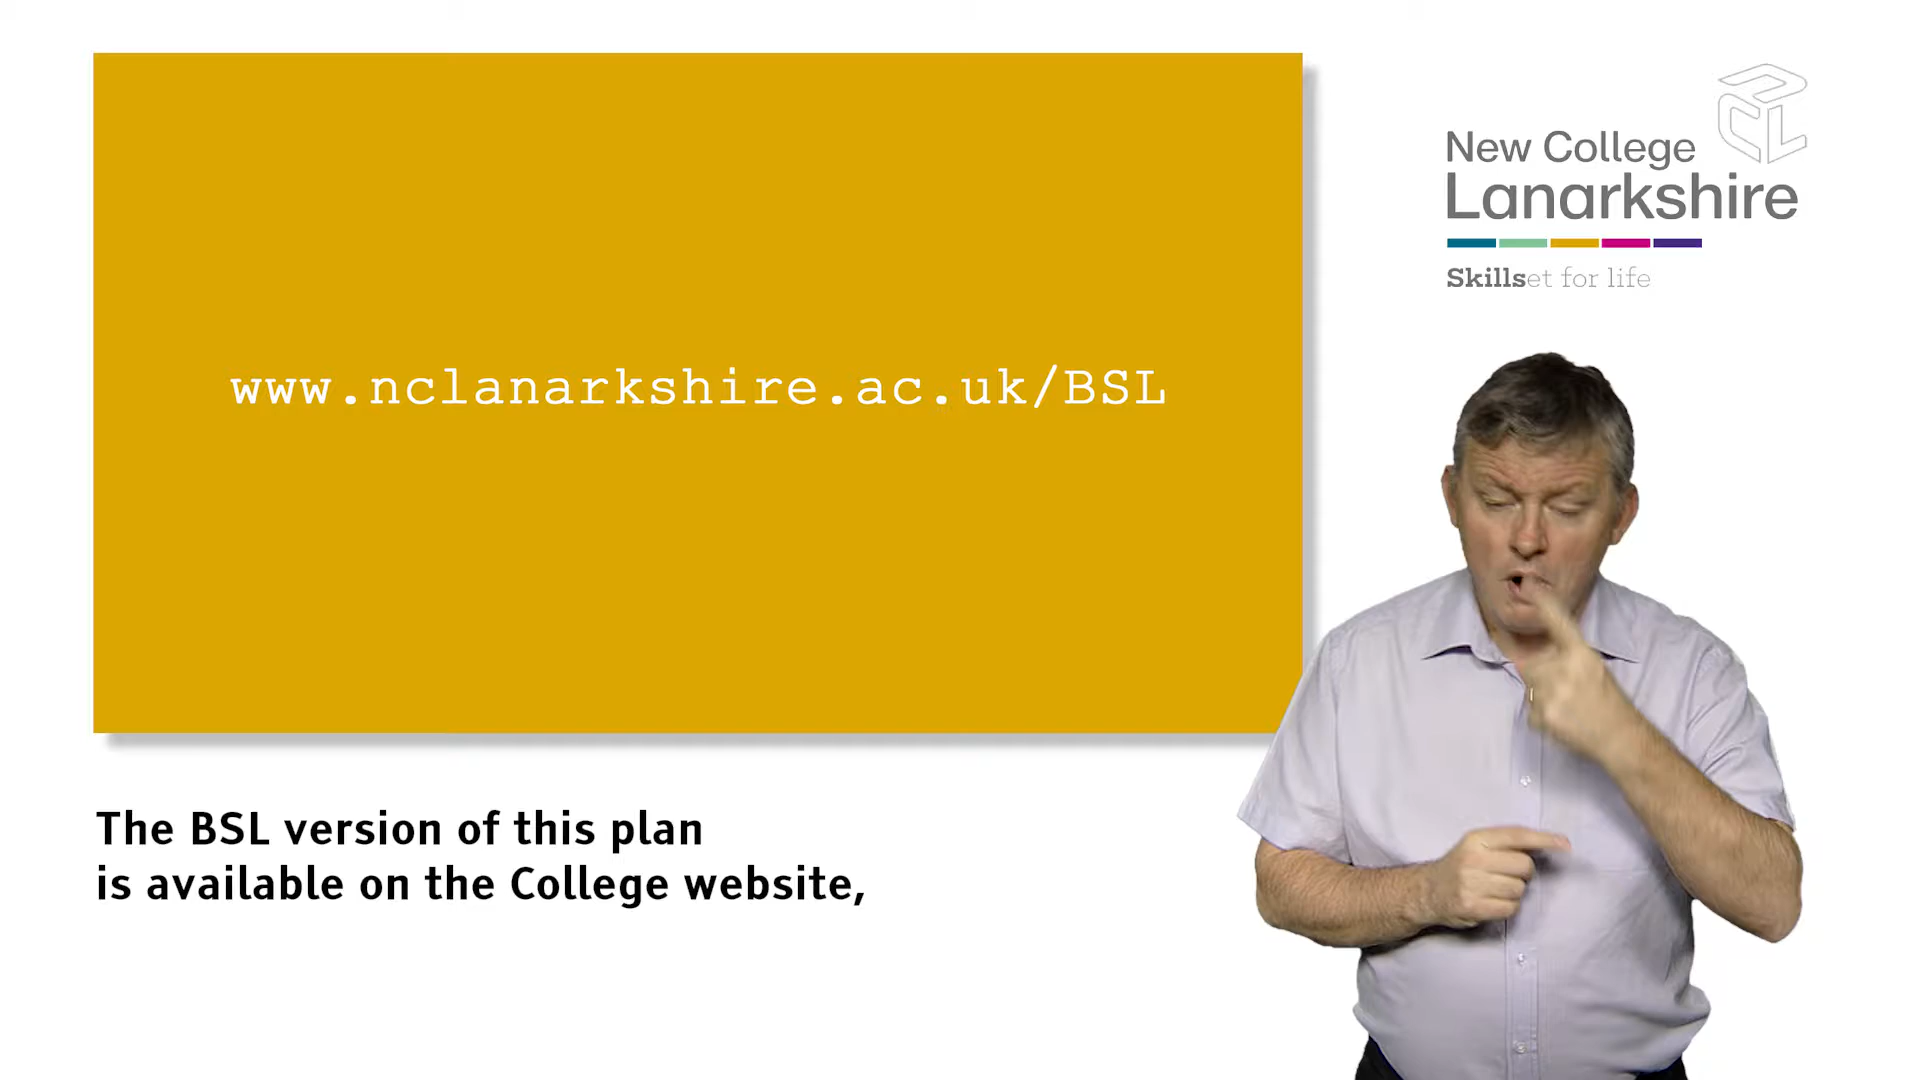 www.nclanarkshire.ac.uk/BSL
NCL
New College
Lanarkshire
Skillset for life
The BSL version of this plan
is available on the College website,